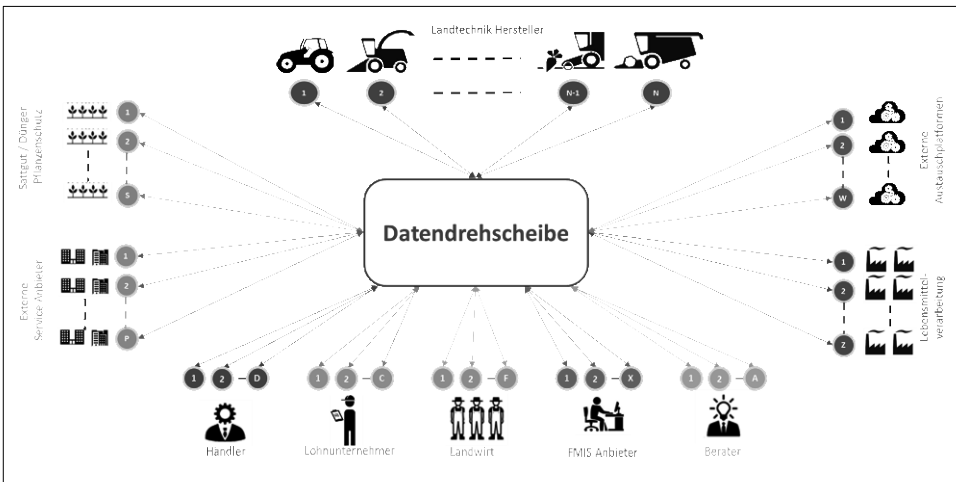 Landtechnik Hersteller
1
2
N-1
N
Sattgut / Dünger
Pflanzenschutz
1
2
S
Externe
Austauschplatformen
1
2
W
Datendrehscheibe
Externe
Service Anbieter
1
2
P
Lebensmittel-
verarbeitung
1
2
Z
1 2 D
1 2 C
1 2 F
1 2 X
1 2 A
Händler
Lohnunternehmer
Landwirt
FMIS Anbieter
Berater